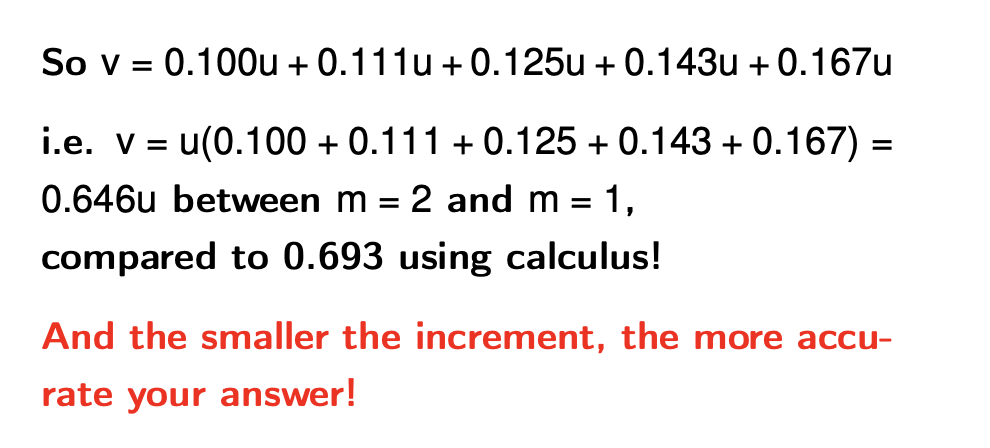 So v = 0.100u + 0.111u + 0.125u + 0.143u + 0.167u
i.e. v = u(0.100 + 0.111 + 0.125 + 0.143 + 0.167) =
0.646u between m = 2 and m = 1,
compared to 0.693 using calculus!
And the smaller the increment, the more accu-
rate your answer!